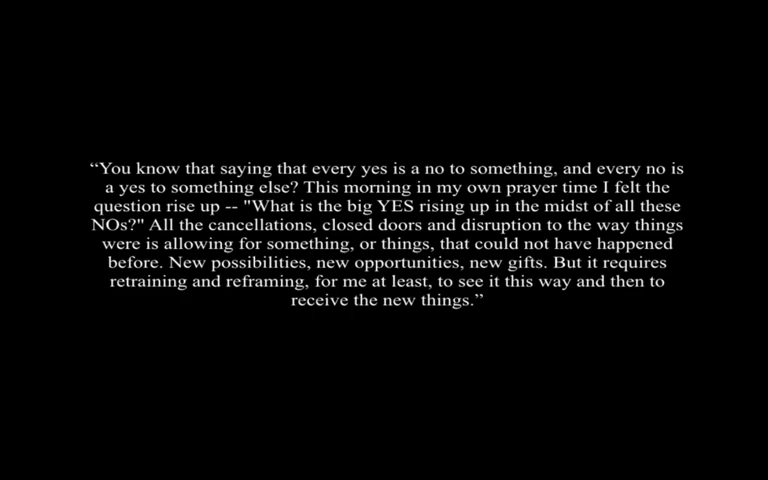 “You know that saying that every yes is a no to something, and every no is
a yes to something else? This morning in my own prayer time I felt the
question rise up -- "What is the big YES rising up in the midst of all these
NOs?" All the cancellations, closed doors and disruption to the way things
were is allowing for something, or things, that could not have happened
before. New possibilities, new opportunities, new gifts. But it requires
retraining and reframing, for me at least, to see it this way and then to
receive the new things.”